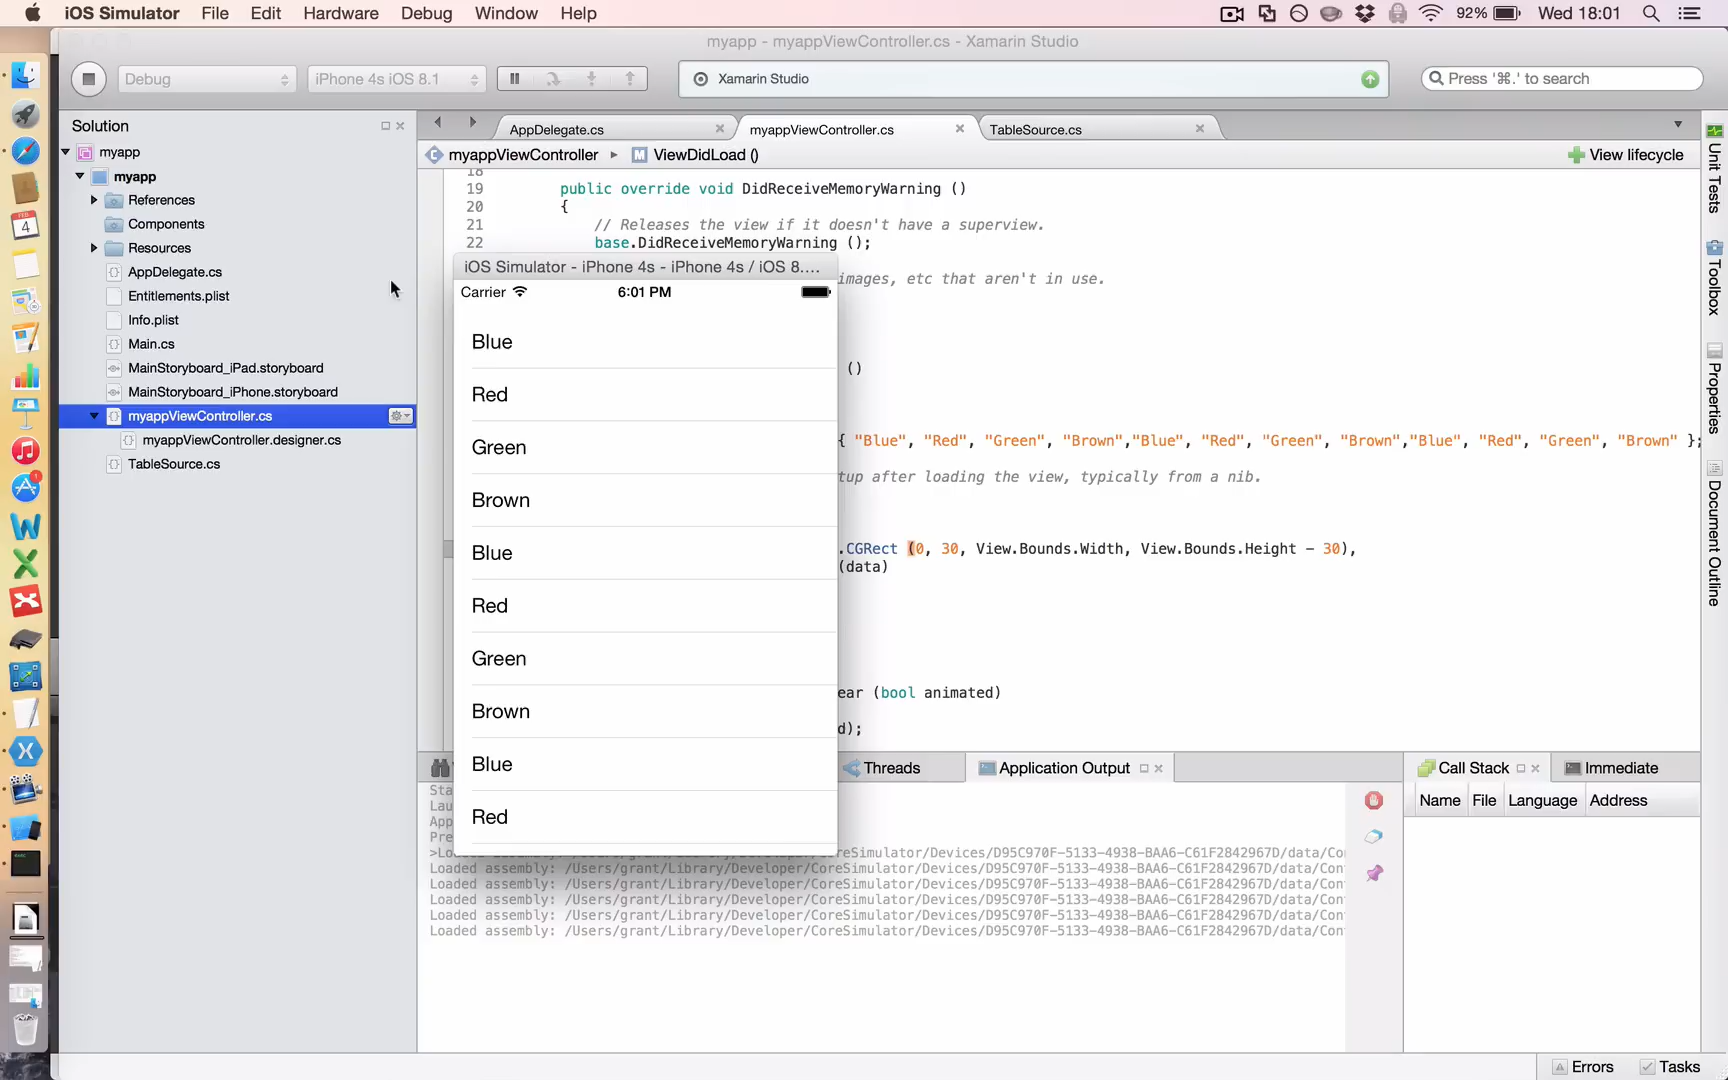 iOS Simulator File Edit Hardware Debug Window Help 92% Wed 18:01
myapp - myappViewController.cs - Xamarin Studio
Debug iPhone 4s iOS 8.1 Xamarin Studio Press '⌘.' to search
Solution
myapp
myapp
References
Components
Resources
AppDelegate.cs
Entitlements.plist
Info.plist
Main.cs
MainStoryboard_iPad.storyboard
MainStoryboard_iPhone.storyboard
myappViewController.cs
myappViewController.designer.cs
TableSource.cs
AppDelegate.cs myappViewController.cs TableSource.cs
myappViewController ViewDidLoad () View lifecycle
18
19 public override void DidReceiveMemoryWarning ()
20 {
21 // Releases the view if it doesn't have a superview.
22 base.DidReceiveMemoryWarning ();
images, etc that aren't in use.
()
{ "Blue", "Red", "Green", "Brown","Blue", "Red", "Green", "Brown","Blue", "Red", "Green", "Brown" };
tup after loading the view, typically from a nib.
.CGRect (0, 30, View.Bounds.Width, View.Bounds.Height - 30),
(data)
ear (bool animated)
d);
iOS Simulator - iPhone 4s - iPhone 4s / iOS 8....
Carrier 6:01 PM
Blue
Red
Green
Brown
Blue
Red
Green
Brown
Blue
Red
Threads Application Output
Sta
Lau
App
Pre
>Lo
reSimulator/Devices/D95C970F-5133-4938-BAA6-C61F2842967D/data/Con
Loaded assembly: /Users/grant/Library/Developer/CoreSimulator/Devices/D95C970F-5133-4938-BAA6-C61F2842967D/data/Con
Loaded assembly: /Users/grant/Library/Developer/CoreSimulator/Devices/D95C970F-5133-4938-BAA6-C61F2842967D/data/Con
Loaded assembly: /Users/grant/Library/Developer/CoreSimulator/Devices/D95C970F-5133-4938-BAA6-C61F2842967D/data/Con
Loaded assembly: /Users/grant/Library/Developer/CoreSimulator/Devices/D95C970F-5133-4938-BAA6-C61F2842967D/data/Con
Loaded assembly: /Users/grant/Library/Developer/CoreSimulator/Devices/D95C970F-5133-4938-BAA6-C61F2842967D/data/Con
Call Stack Immediate
Name File Language Address
Unit Tests
Toolbox
Properties
Document Outline
Errors Tasks